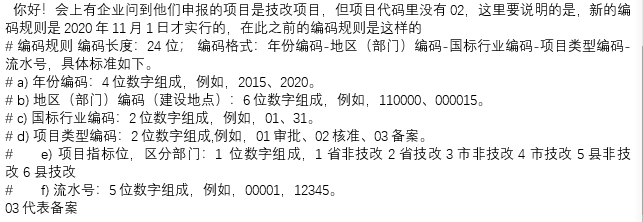 你好！会上有企业问到他们申报的项目是技改项目，但项目代码里没有 02，这里要说明的是，新的编
码规则是 2020 年 11 月 1 日才实行的，在此之前的编码规则是这样的
# 编码规则 编码长度：24 位； 编码格式：年份编码-地区（部门）编码-国标行业编码-项目类型编码-
流水号，具体标准如下。
# a) 年份编码：4 位数字组成，例如，2015、2020。
# b) 地区（部门）编码（建设地点）：6 位数字组成，例如，110000、000015。
# c) 国标行业编码：2 位数字组成，例如，01、31。
# d) 项目类型编码：2 位数字组成,例如，01 审批、02 核准、03 备案。
# e) 项目指标位，区分部门：1 位数字组成，1 省非技改 2 省技改 3 市非技改 4 市技改 5 县非技
改 6 县技改
# f) 流水号：5 位数字组成，例如，00001，12345。
03 代表备案